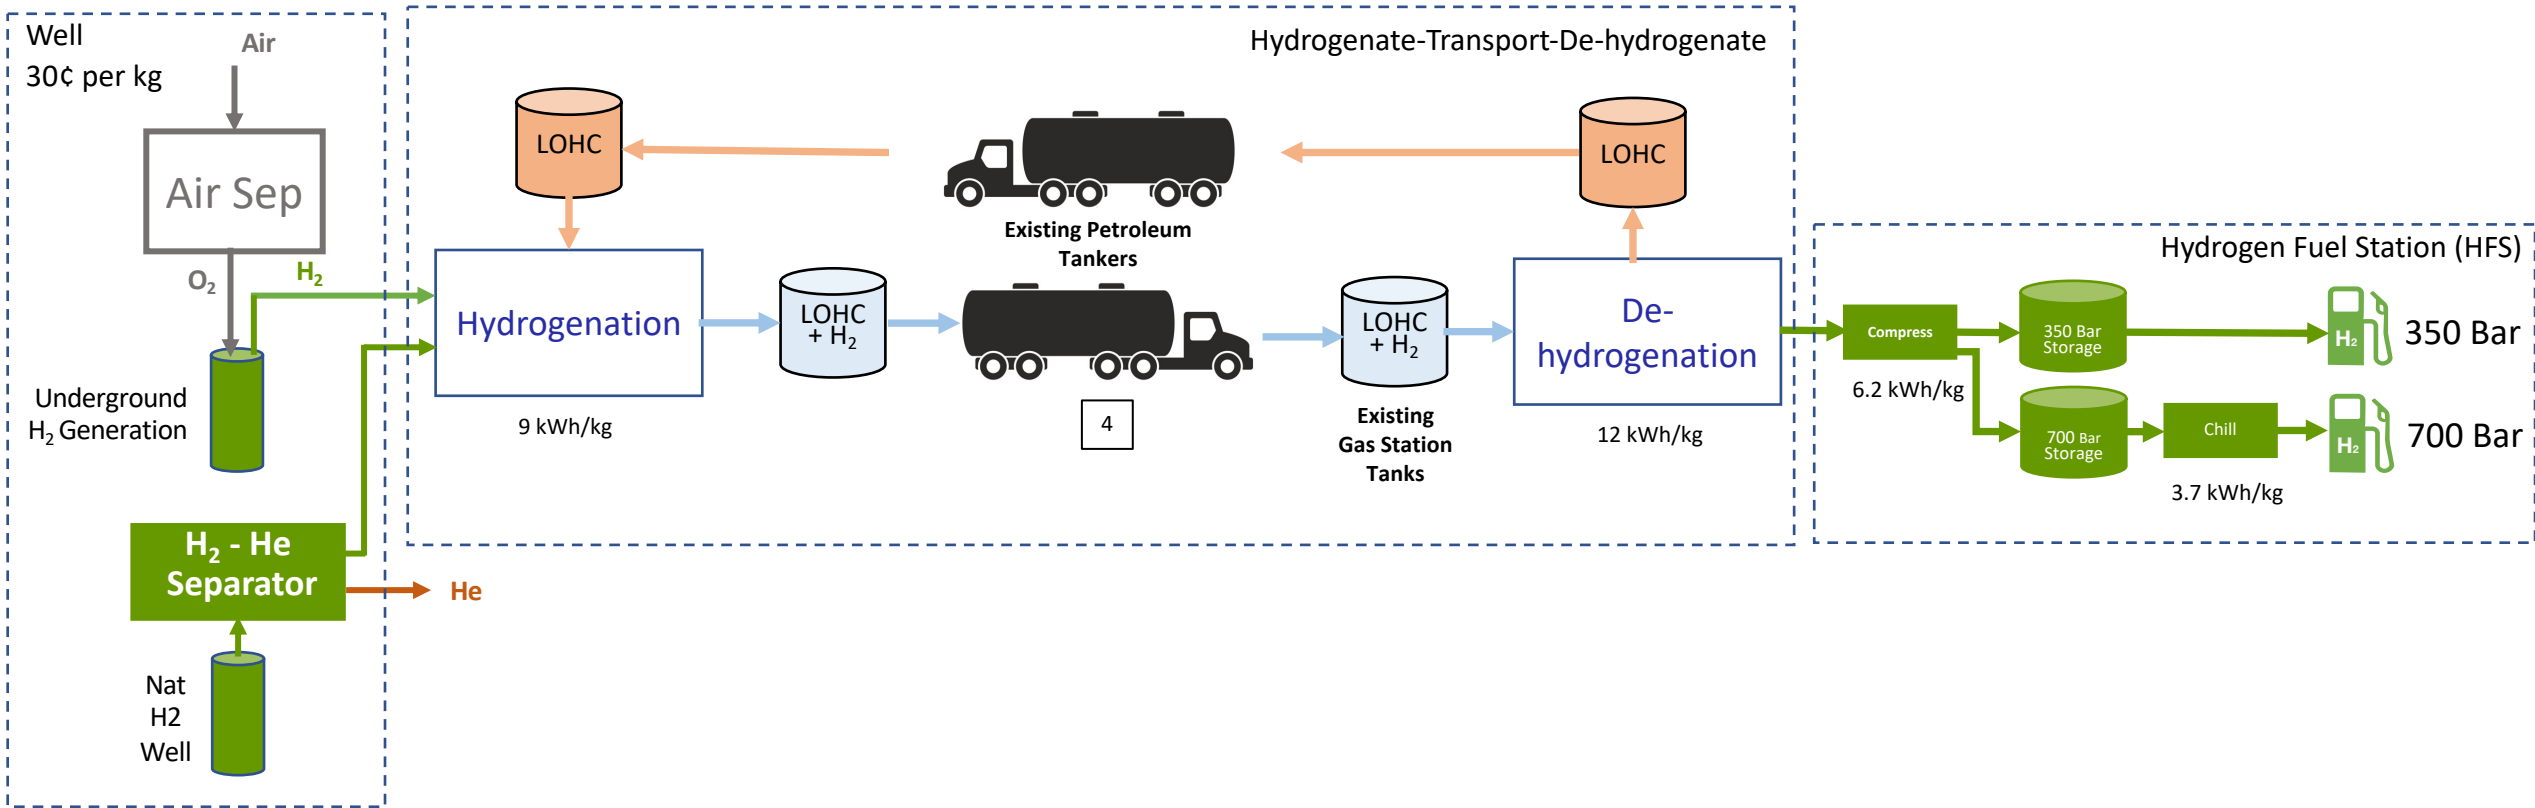 Well
30¢ per kg
Air
Air Sep
O₂
H₂
Underground
H₂ Generation
H₂ - He
Separator
He
Nat
H2
Well
Hydrogenate-Transport-De-hydrogenate
LOHC
Existing Petroleum
Tankers
LOHC
Hydrogenation
9 kWh/kg
LOHC
+ H₂
4
LOHC
+ H₂
Existing
Gas Station
Tanks
De-
hydrogenation
12 kWh/kg
Hydrogen Fuel Station (HFS)
Compress
6.2 kWh/kg
350 Bar
Storage
H₂
350 Bar
700 Bar
Storage
Chill
3.7 kWh/kg
H₂
700 Bar